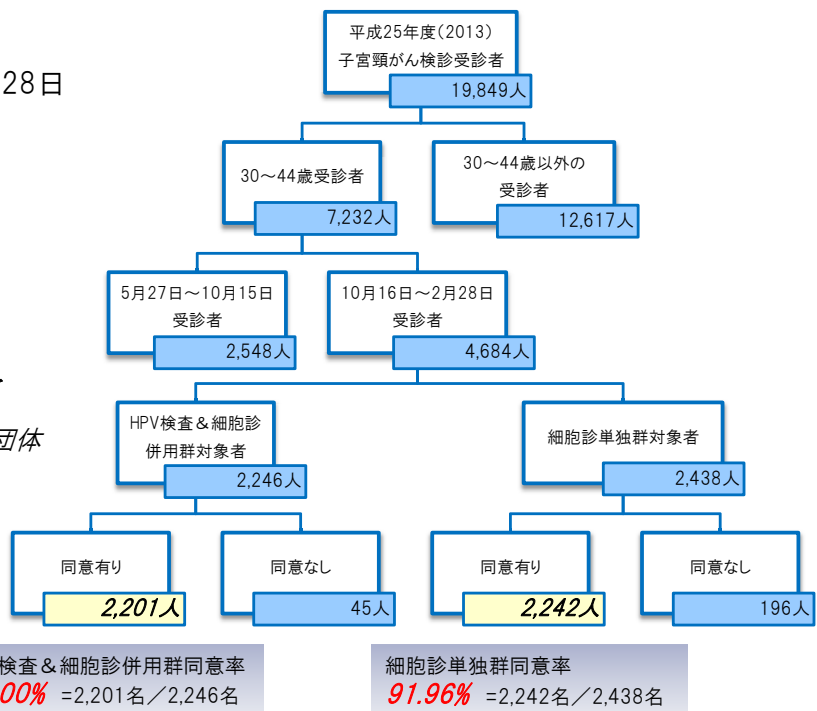 平成25年度(2013)
子宮頸がん検診受診者
19,849人
28日
30～44歳受診者
7,232人
30～44歳以外の
受診者
12,617人
5月27日～10月15日
受診者
2,548人
10月16日～2月28日
受診者
4,684人
団体
HPV検査＆細胞診
併用群対象者
2,246人
細胞診単独群対象者
2,438人
同意有り
2,201人
同意なし
45人
同意有り
2,242人
同意なし
196人
検査＆細胞診併用群同意率
00% =2,201名／2,246名
細胞診単独群同意率
91.96% =2,242名／2,438名